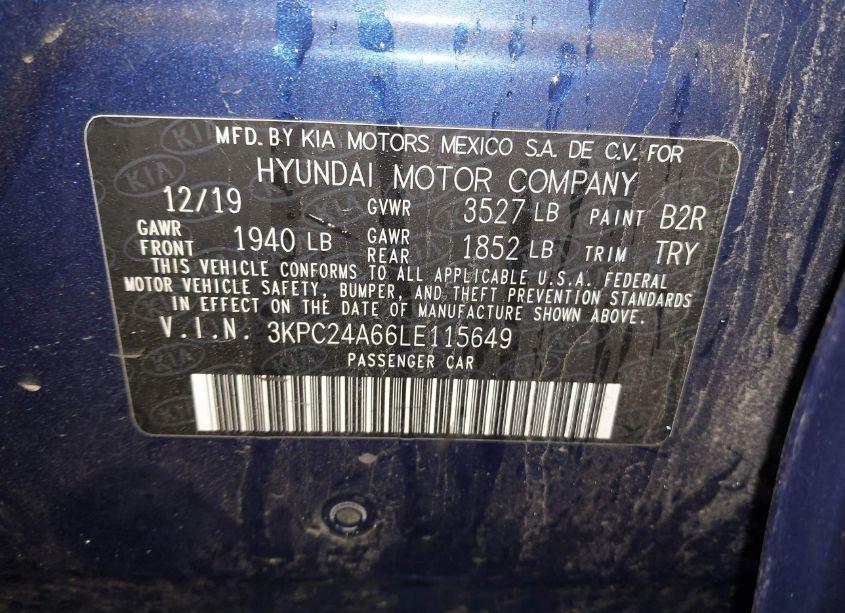 MFD. BY KIA MOTORS MEXICO S.A. DE C.V. FOR
HYUNDAI MOTOR COMPANY
12/19 GVWR 3527 LB PAINT B2R
GAWR FRONT 1940 LB GAWR REAR 1852 LB TRIM TRY
THIS VEHICLE CONFORMS TO ALL APPLICABLE U.S.A. FEDERAL
MOTOR VEHICLE SAFETY, BUMPER, AND THEFT PREVENTION STANDARDS
IN EFFECT ON THE DATE OF MANUFACTURE SHOWN ABOVE.
V.I.N. 3KPC24A66LE115649
PASSENGER CAR